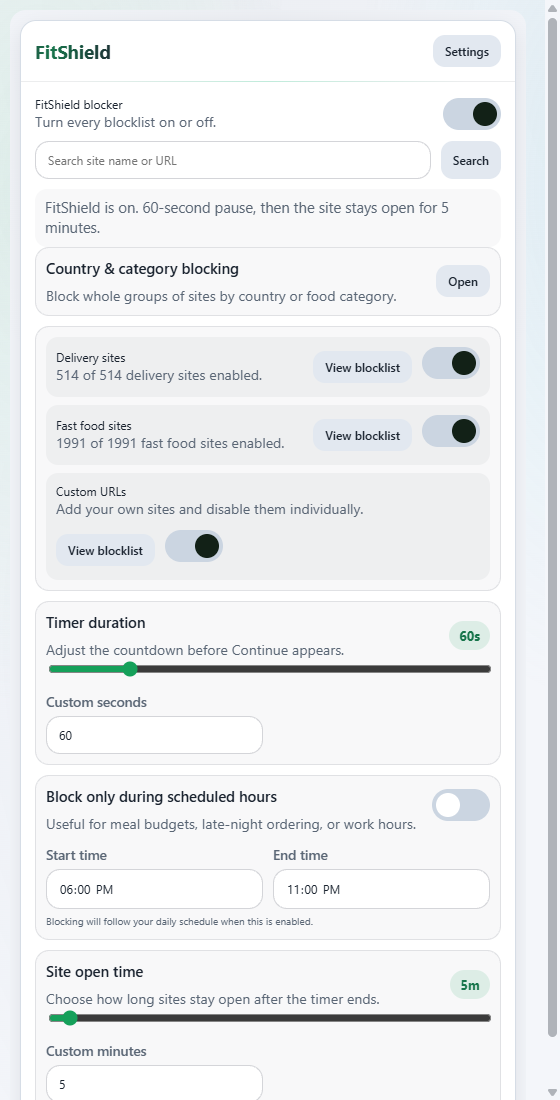 FitShield
Settings
FitShield blocker
Turn every blocklist on or off.
Search site name or URL
Search
FitShield is on. 60-second pause, then the site stays open for 5
minutes.
Country & category blocking
Block whole groups of sites by country or food category.
Open
Delivery sites
514 of 514 delivery sites enabled.
View blocklist
Fast food sites
1991 of 1991 fast food sites enabled.
View blocklist
Custom URLs
Add your own sites and disable them individually.
View blocklist
Timer duration
Adjust the countdown before Continue appears.
60s
Custom seconds
60
Block only during scheduled hours
Useful for meal budgets, late-night ordering, or work hours.
Start time
End time
06:00 PM
11:00 PM
Blocking will follow your daily schedule when this is enabled.
Site open time
Choose how long sites stay open after the timer ends.
5m
Custom minutes
5